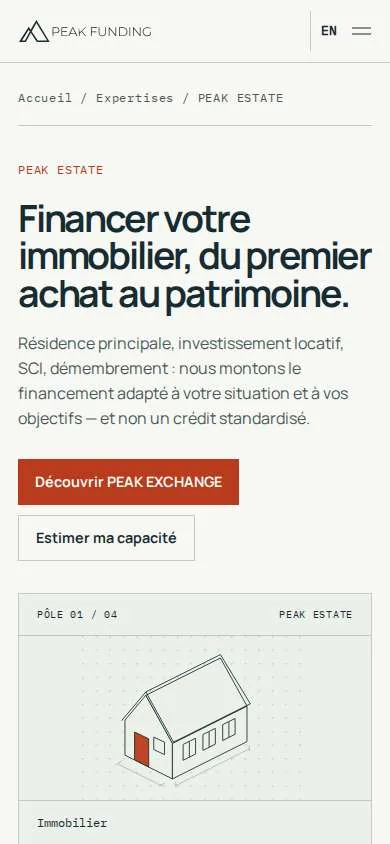 PEAK FUNDING
EN
Accueil / Expertises / PEAK ESTATE
PEAK ESTATE
Financer votre
immobilier, du premier
achat au patrimoine.
Résidence principale, investissement locatif,
SCI, démembrement : nous montons le
financement adapté à votre situation et à vos
objectifs — et non un crédit standardisé.
Découvrir PEAK EXCHANGE
Estimer ma capacité
PÔLE 01 / 04
PEAK ESTATE
Immobilier